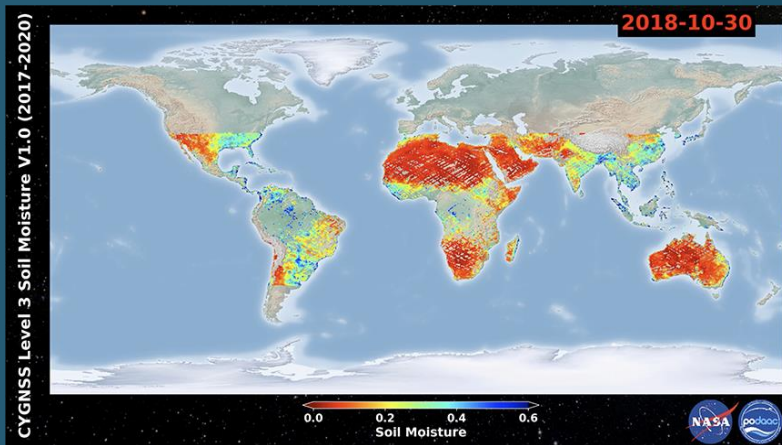 2018-10-30
CYGNSS Level 3 Soil Moisture V1.0 (2017-2020)
0.0 0.2 0.4 0.6
Soil Moisture
NASA
podaac